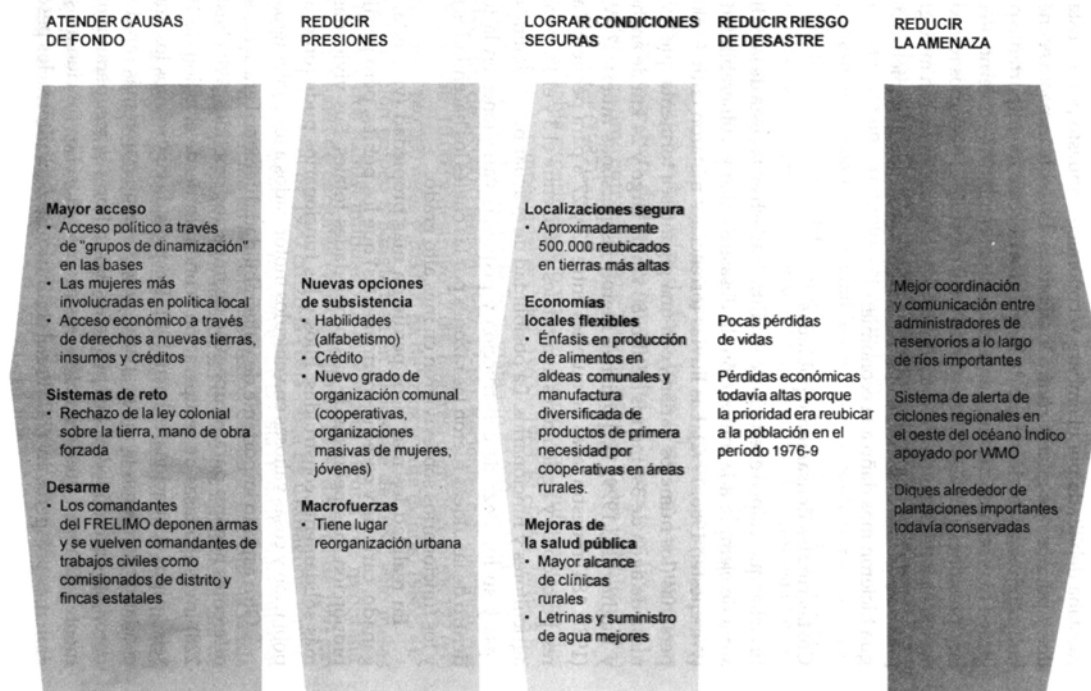 ATENDER CAUSAS
DE FONDO
Mayor acceso
• Acceso político a través
de "grupos de dinamización"
en las bases
• Las mujeres más
involucradas en política local
• Acceso económico a través
de derechos a nuevas tierras,
insumos y créditos
Sistemas de reto
• Rechazo de la ley colonial
sobre la tierra, mano de obra
forzada
Desarme
• Los comandantes
del FRELIMO deponen armas
y se vuelven comandantes de
trabajos civiles como
comisionados de distrito y
fincas estatales
REDUCIR
PRESIONES
Nuevas opciones
de subsistencia
• Habilidades
(alfabetismo)
• Crédito
• Nuevo grado de
organización comunal
(cooperativas,
organizaciones
masivas de mujeres,
jóvenes)
Macrofuerzas
• Tiene lugar
reorganización urbana
LOGRAR CONDICIONES
SEGURAS
Localizaciones segura
• Aproximadamente
500.000 reubicados
en tierras más altas
Economías
locales flexibles
• Énfasis en producción
de alimentos en
aldeas comunales y
manufactura
diversificada de
productos de primera
necesidad por
cooperativas en áreas
rurales.
Mejoras de
la salud pública
• Mayor alcance
de clínicas
rurales
• Letrinas y suministro
de agua mejores
REDUCIR RIESGO
DE DESASTRE
Pocas pérdidas
de vidas
Pérdidas económicas
todavía altas porque
la prioridad era reubicar
a la población en el
período 1976-9
REDUCIR
LA AMENAZA
Mejor coordinación
y comunicación entre
administradores de
reservorios a lo largo
de ríos importantes
Sistema de alerta de
ciclones regionales en
el oeste del océano Índico
apoyado por WMO
Diques alrededor de
plantaciones importantes
todavía conservadas